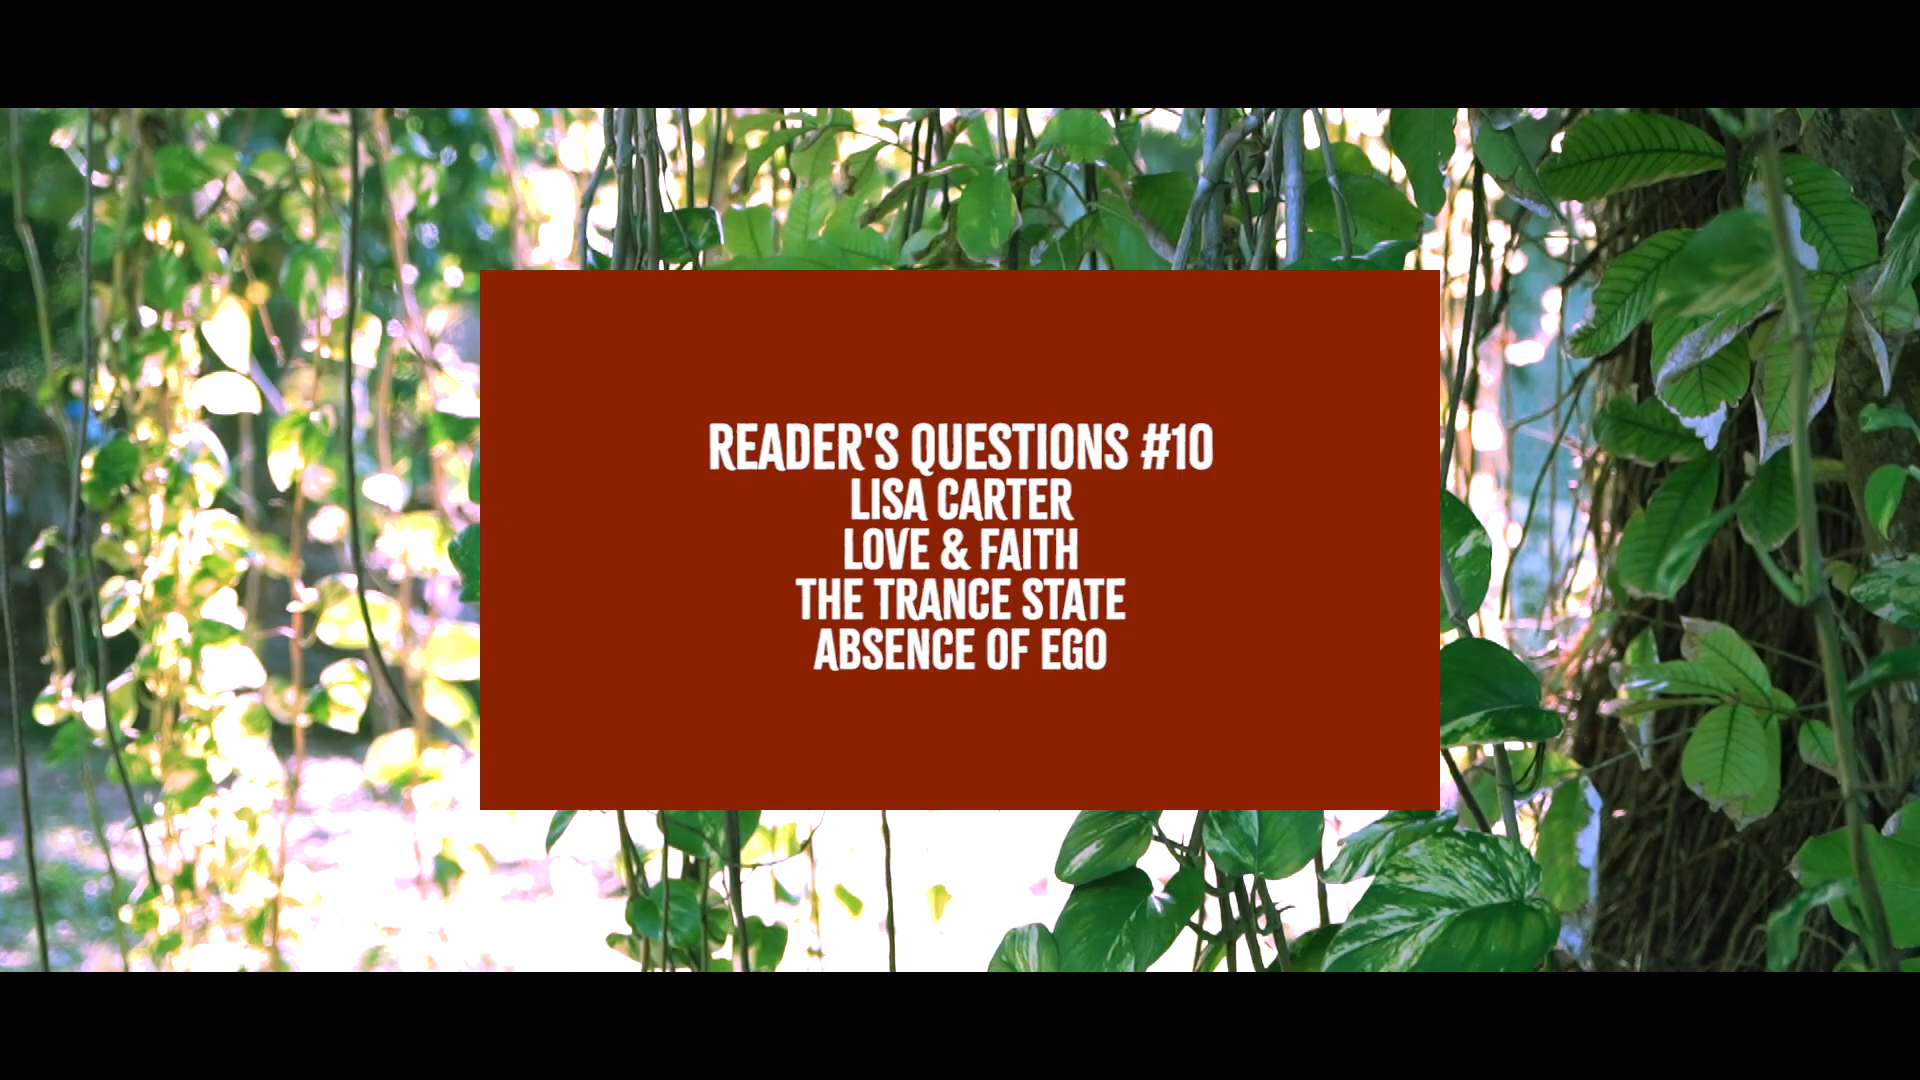 READER'S QUESTIONS #10
LISA CARTER
LOVE & FAITH
THE TRANCE STATE
ABSENCE OF EGO